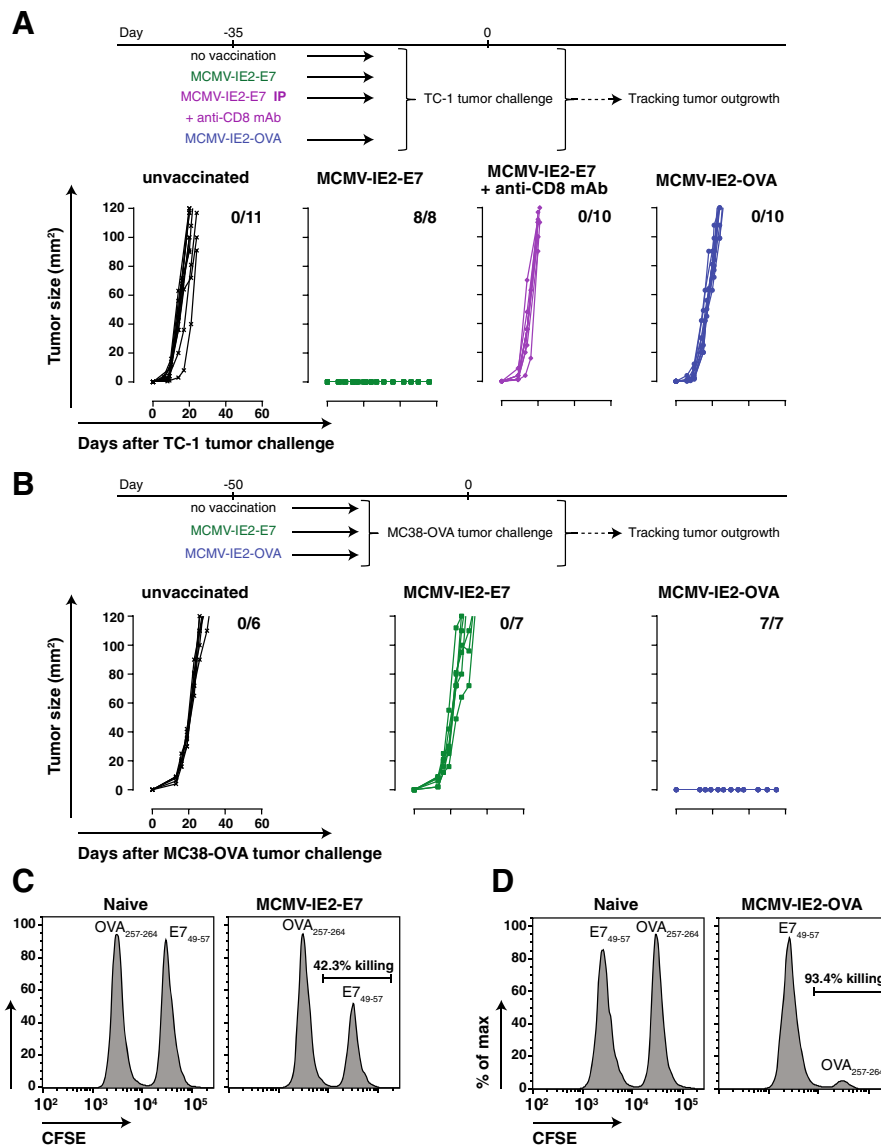 A
Day -35 0
no vaccination
MCMV-IE2-E7
MCMV-IE2-E7 IP
+ anti-CD8 mAb
MCMV-IE2-OVA
TC-1 tumor challenge
Tracking tumor outgrowth
unvaccinated
MCMV-IE2-E7
MCMV-IE2-E7
+ anti-CD8 mAb
MCMV-IE2-OVA
0/11
8/8
0/10
0/10
Tumor size (mm²)
120
100
80
60
40
20
0
0 20 40 60
Days after TC-1 tumor challenge
B
Day -50 0
no vaccination
MCMV-IE2-E7
MCMV-IE2-OVA
MC38-OVA tumor challenge
Tracking tumor outgrowth
unvaccinated
MCMV-IE2-E7
MCMV-IE2-OVA
0/6
0/7
7/7
Tumor size (mm²)
120
100
80
60
40
20
0
0 20 40 60
Days after MC38-OVA tumor challenge
C
Naive
MCMV-IE2-E7
100
80
60
40
20
0
OVA257-264
E749-57
OVA257-264
42.3% killing
E749-57
10² 10³ 10⁴ 10⁵
CFSE
D
Naive
MCMV-IE2-OVA
% of max
100
80
60
40
20
0
E749-57
OVA257-264
E749-57
93.4% killing
OVA257-264
10² 10³ 10⁴ 10⁵
CFSE